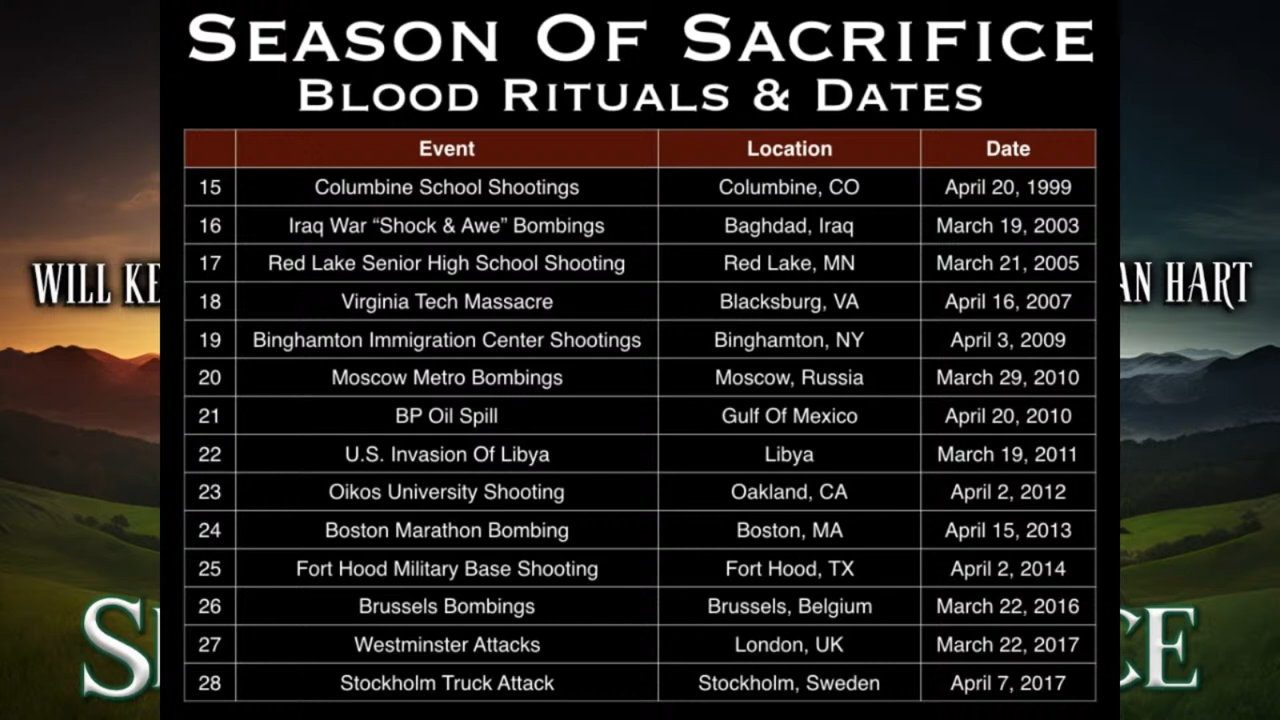 SEASON OF SACRIFICE
BLOOD RITUALS & DATES
Event Location Date
15 Columbine School Shootings Columbine, CO April 20, 1999
16 Iraq War “Shock & Awe” Bombings Baghdad, Iraq March 19, 2003
17 Red Lake Senior High School Shooting Red Lake, MN March 21, 2005
18 Virginia Tech Massacre Blacksburg, VA April 16, 2007
19 Binghamton Immigration Center Shootings Binghamton, NY April 3, 2009
20 Moscow Metro Bombings Moscow, Russia March 29, 2010
21 BP Oil Spill Gulf Of Mexico April 20, 2010
22 U.S. Invasion Of Libya Libya March 19, 2011
23 Oikos University Shooting Oakland, CA April 2, 2012
24 Boston Marathon Bombing Boston, MA April 15, 2013
25 Fort Hood Military Base Shooting Fort Hood, TX April 2, 2014
26 Brussels Bombings Brussels, Belgium March 22, 2016
27 Westminster Attacks London, UK March 22, 2017
28 Stockholm Truck Attack Stockholm, Sweden April 7, 2017
WILL KE
AN HART